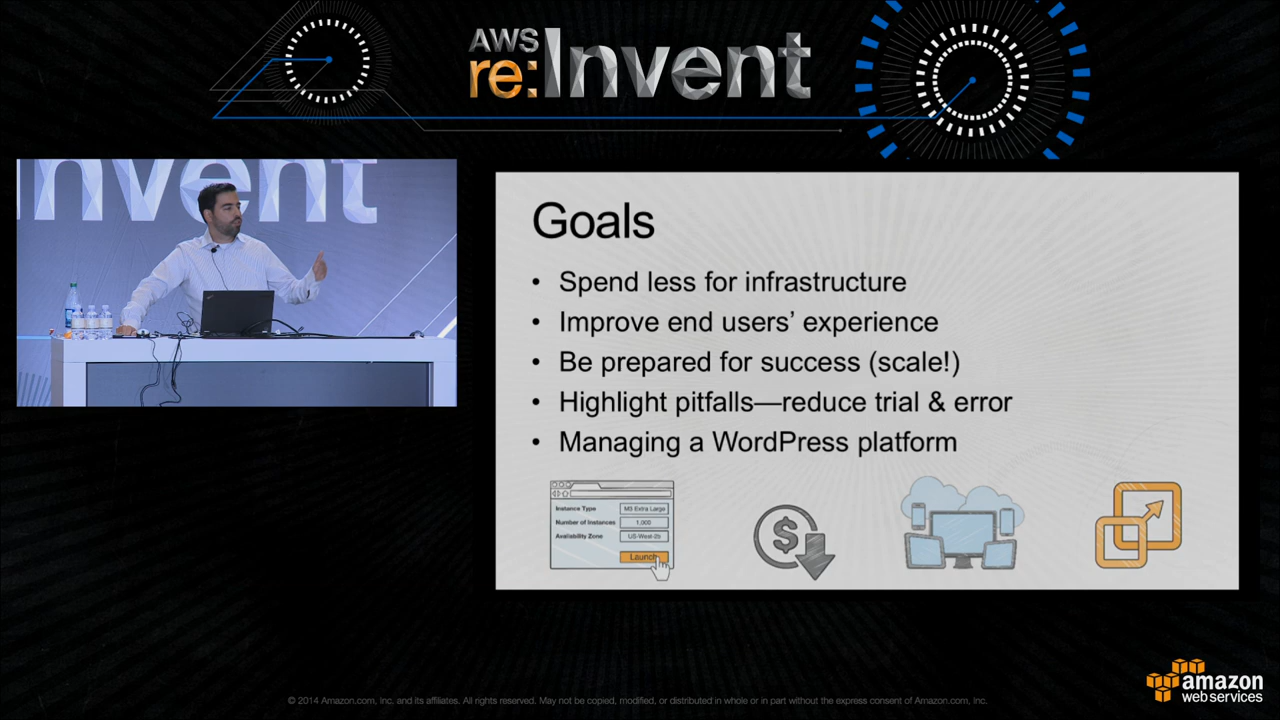 AWS
re:Invent
Invent
Goals
• Spend less for infrastructure
• Improve end users’ experience
• Be prepared for success (scale!)
• Highlight pitfalls—reduce trial & error
• Managing a WordPress platform
Instance Type M3 Extra Large
Number of Instances 1,000
Availability Zone US-West-2b
Launch
$
© 2014 Amazon.com, Inc. and its affiliates. All rights reserved. May not be copied, modified, or distributed in whole or in part without the express consent of Amazon.com, Inc.
amazon
web services